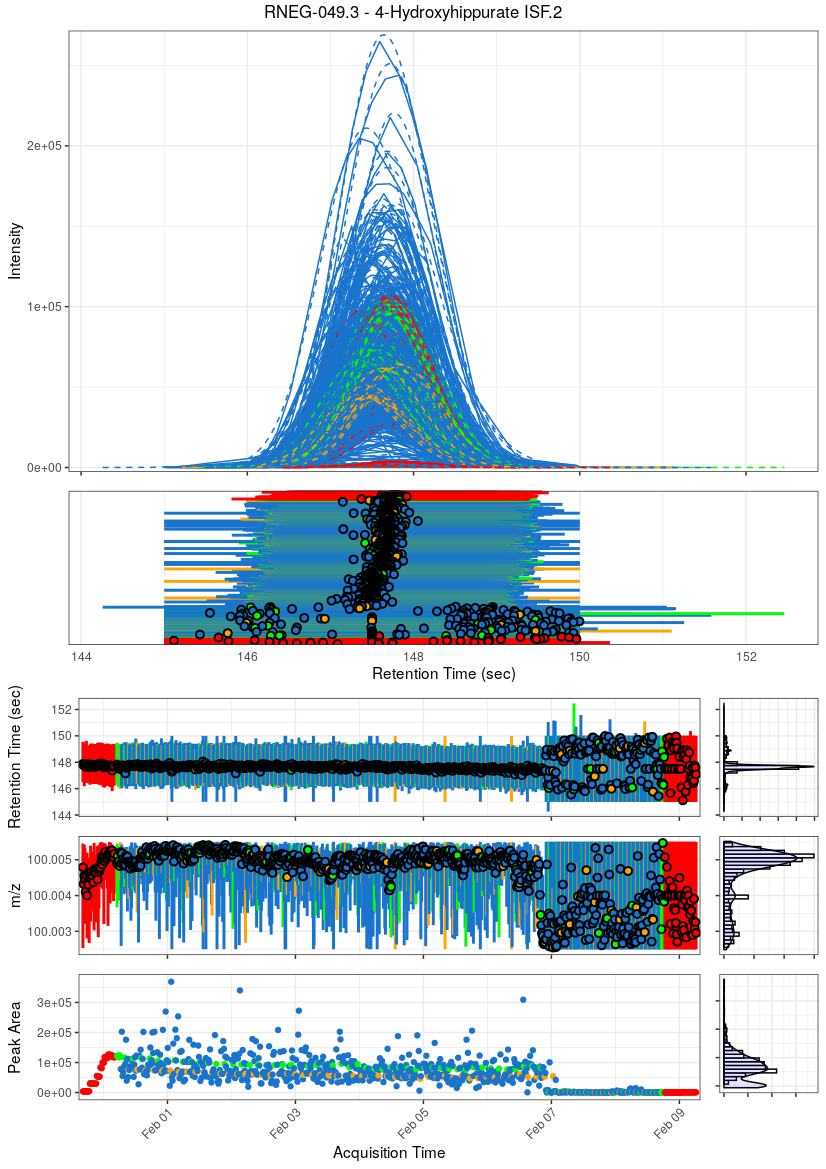 RNEG-049.3 - 4-Hydroxyhippurate ISF.2
Intensity
2e+05
1e+05
0e+00
144 146 148 150 152
Retention Time (sec)
Retention Time (sec)
152
150
148
146
144
m/z
100.005
100.004
100.003
Peak Area
3e+05
2e+05
1e+05
0e+00
Feb 01 Feb 03 Feb 05 Feb 07 Feb 09
Acquisition Time